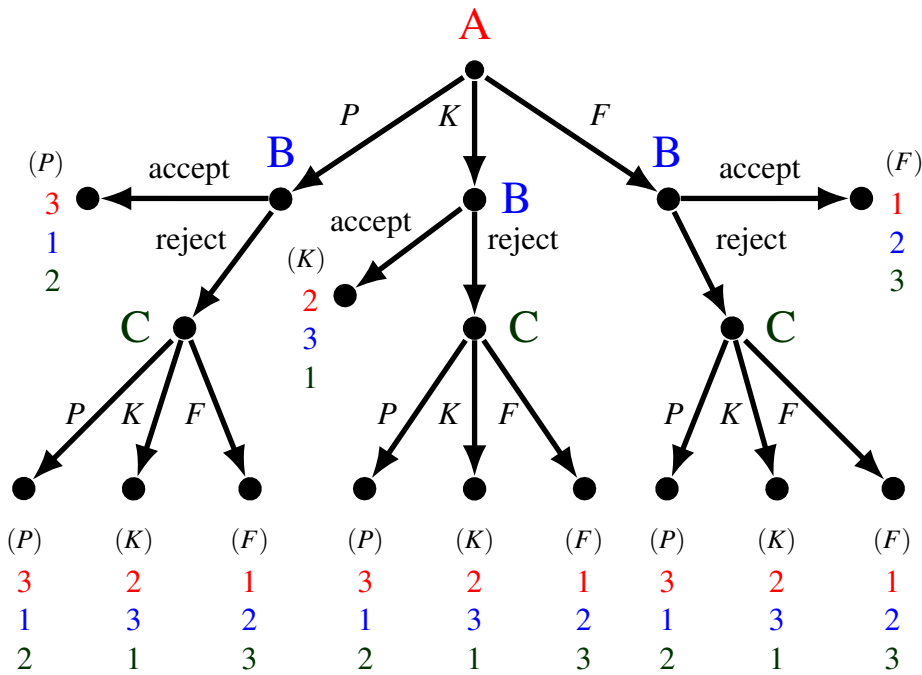 A
P K F
B B B
(P) accept accept (F)
3 1
1 2
2 3
reject accept reject reject
(K)
2
3
1
C C C
P K F P K F P K F
(P) (K) (F) (P) (K) (F) (P) (K) (F)
3 2 1 3 2 1 3 2 1
1 3 2 1 3 2 1 3 2
2 1 3 2 1 3 2 1 3